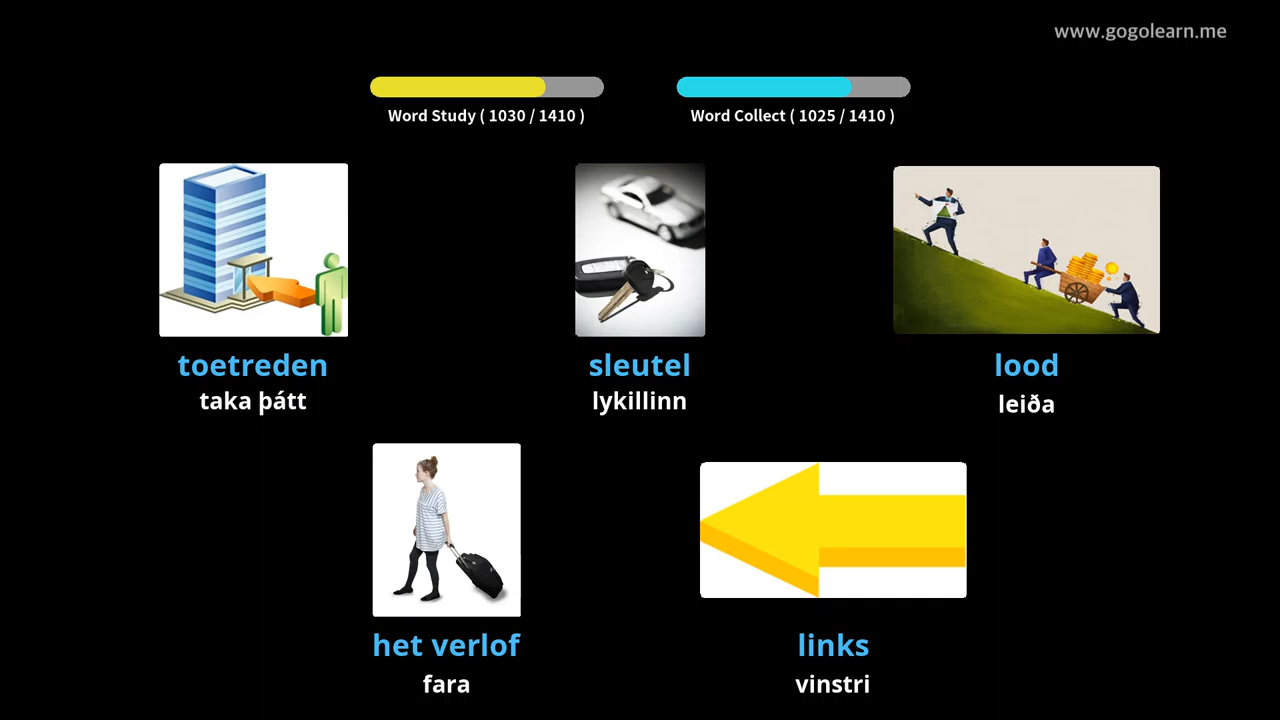 www.gogolearn.me
Word Study ( 1030 / 1410 )
Word Collect ( 1025 / 1410 )
toetreden
taka þátt
sleutel
lykillinn
lood
leiða
het verlof
fara
links
vinstri